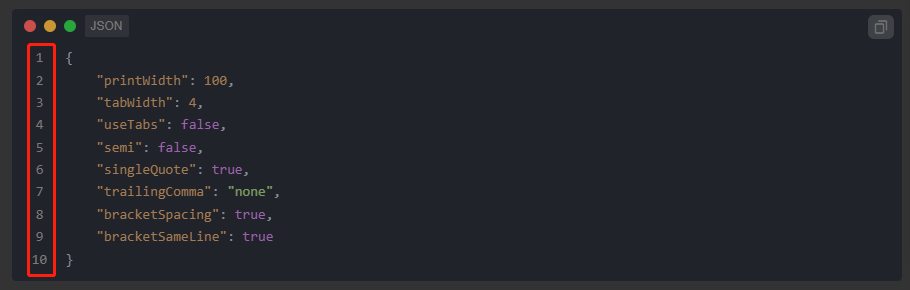 JSON
1 {
2 "printWidth": 100,
3 "tabWidth": 4,
4 "useTabs": false,
5 "semi": false,
6 "singleQuote": true,
7 "trailingComma": "none",
8 "bracketSpacing": true,
9 "bracketSameLine": true
10 }